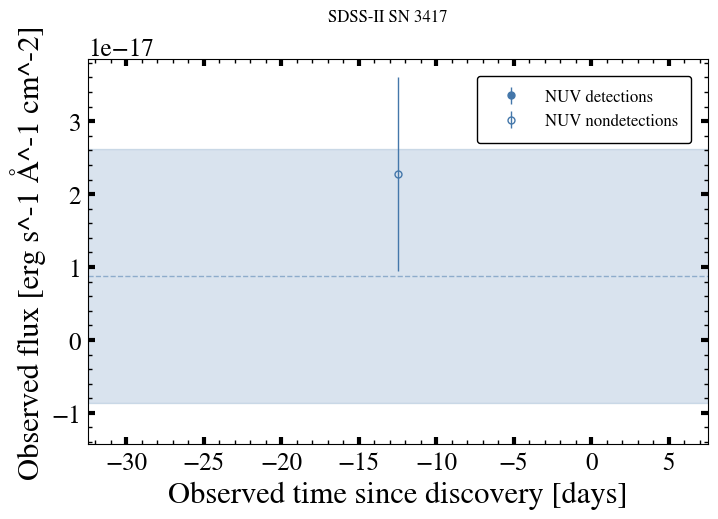 SDSS-II SN 3417
1e−17
NUV detections
NUV nondetections
3
2
1
0
−1
Observed flux [erg s^-1 Å^-1 cm^-2]
−30 −25 −20 −15 −10 −5 0 5
Observed time since discovery [days]